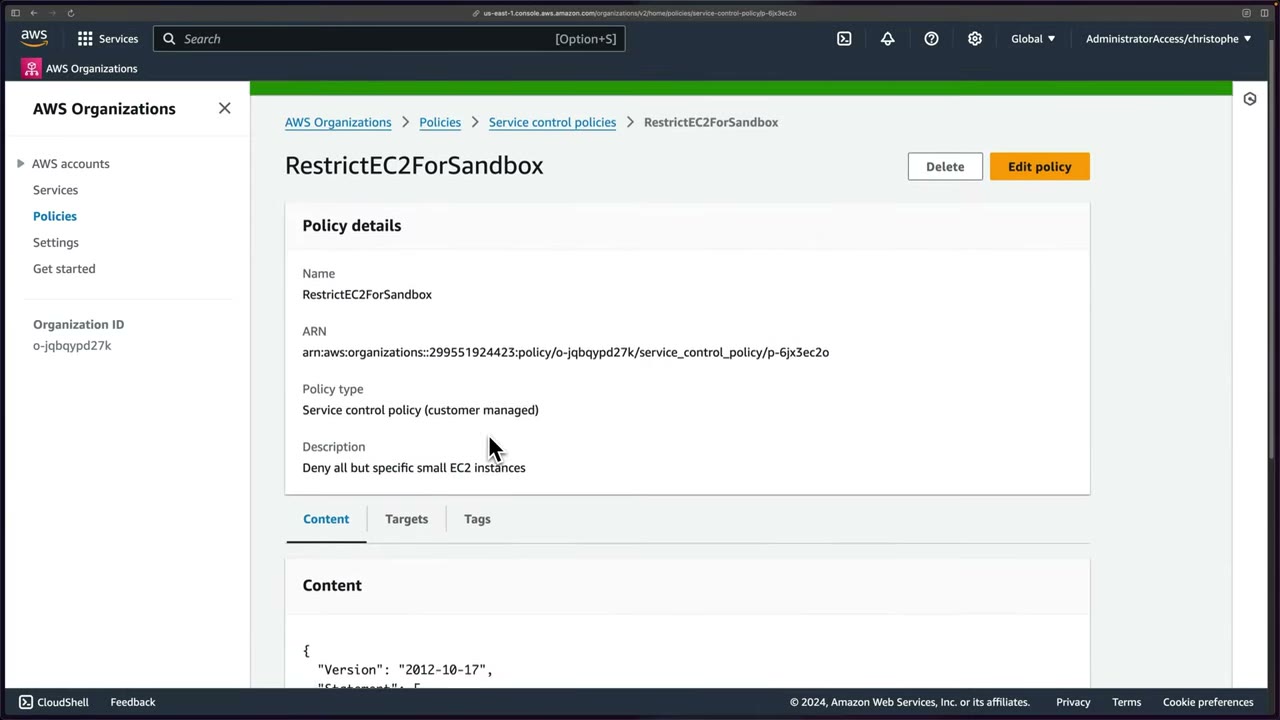 us-east-1.console.aws.amazon.com/organizations/v2/home/policies/service-control-policy/p-6jx3ec2o
aws
Services
Search
[Option+S]
Global
AdministratorAccess/christophe
AWS Organizations
AWS Organizations
AWS accounts
Services
Policies
Settings
Get started
Organization ID
o-jqbqypd27k
AWS Organizations > Policies > Service control policies > RestrictEC2ForSandbox
RestrictEC2ForSandbox
Delete
Edit policy
Policy details
Name
RestrictEC2ForSandbox
ARN
arn:aws:organizations::299551924423:policy/o-jqbqypd27k/service_control_policy/p-6jx3ec2o
Policy type
Service control policy (customer managed)
Description
Deny all but specific small EC2 instances
Content
Targets
Tags
Content
{
"Version": "2012-10-17",
"Statement": [
CloudShell
Feedback
© 2024, Amazon Web Services, Inc. or its affiliates.
Privacy
Terms
Cookie preferences